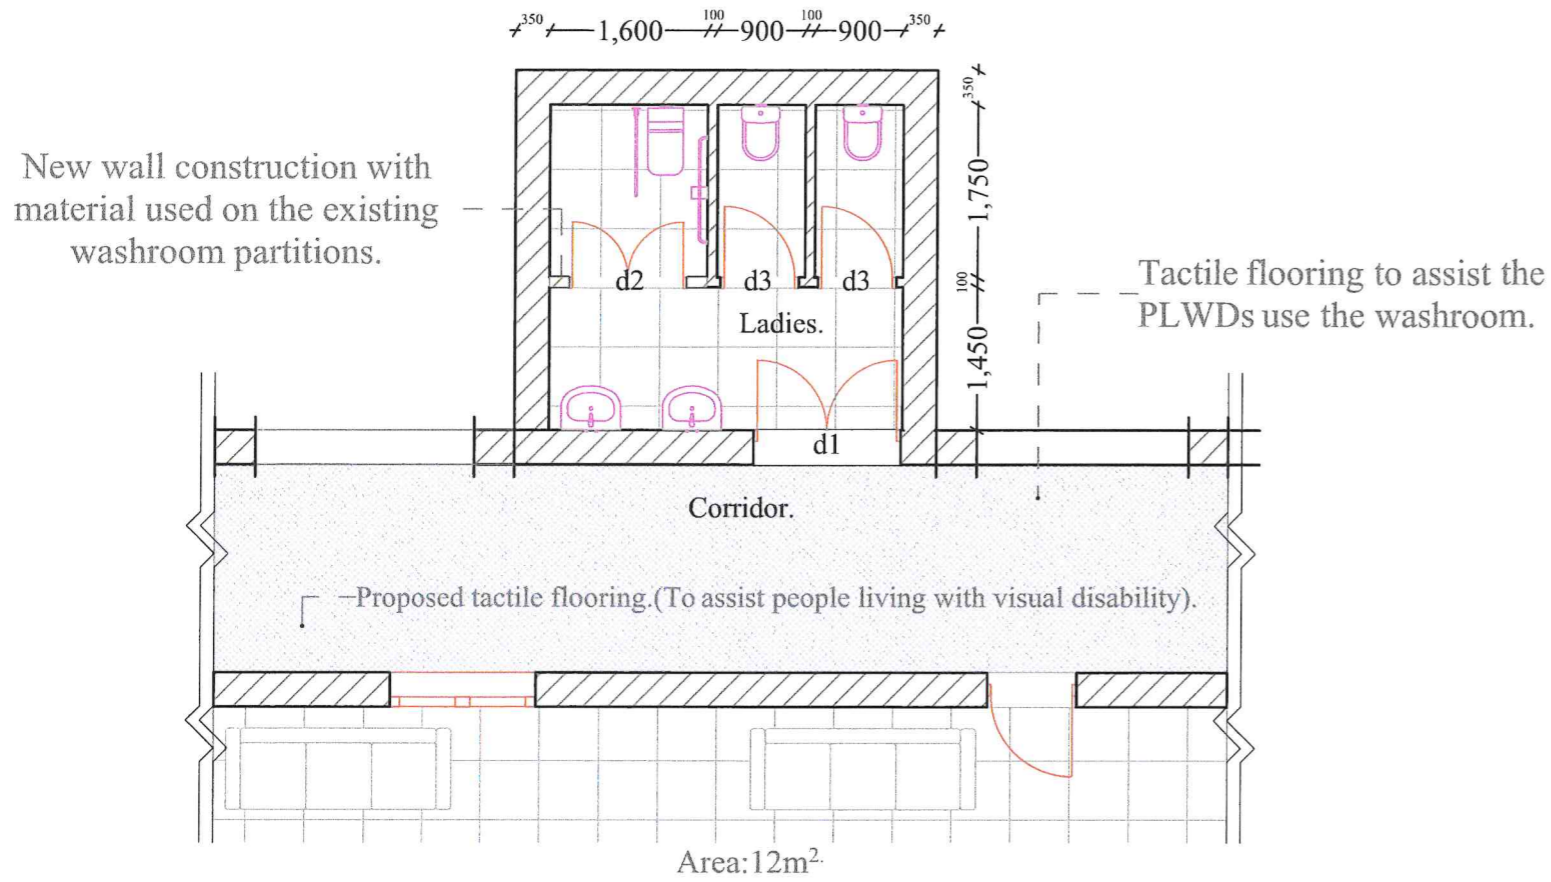 350 1,600 100 900 100 900 350
350
1,750
100
1,450
New wall construction with
material used on the existing
washroom partitions.
d2 d3 d3
Ladies.
Tactile flooring to assist the
PLWDs use the washroom.
d1
Corridor.
Proposed tactile flooring.(To assist people living with visual disability).
Area:12m².